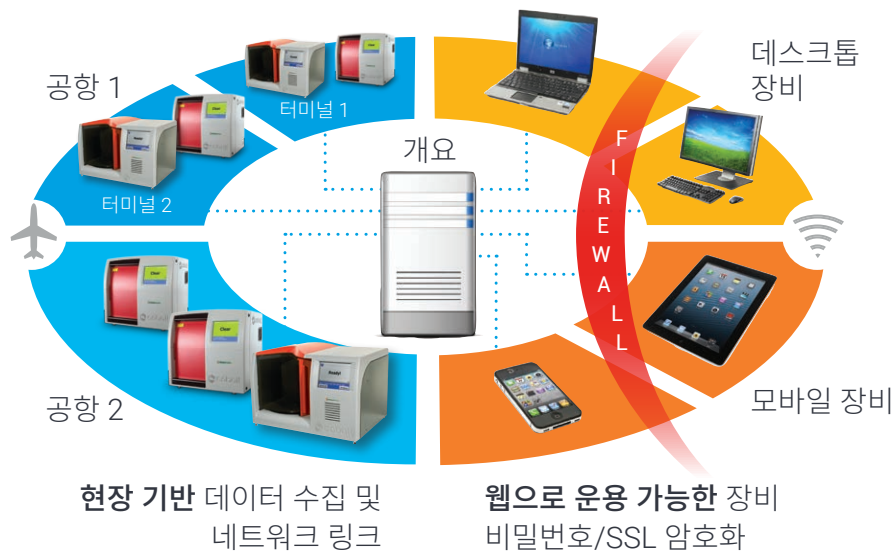 공항 1
터미널 1
터미널 2
개요
데스크톱
장비
FIREWALL
공항 2
모바일 장비
현장 기반 데이터 수집 및
네트워크 링크
웹으로 운용 가능한 장비
비밀번호/SSL 암호화